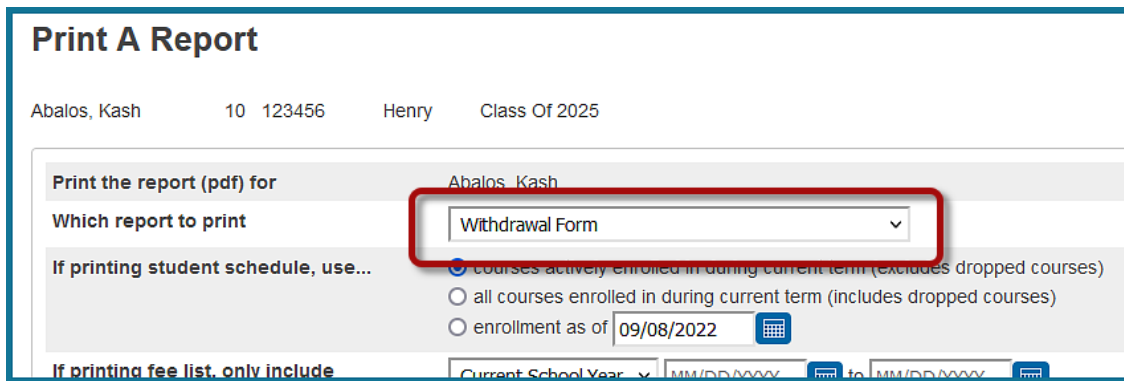 Print A Report
Abalos, Kash 10 123456 Henry Class Of 2025
Print the report (pdf) for Abalos, Kash
Which report to print Withdrawal Form
If printing student schedule, use... courses actively enrolled in during current term (excludes dropped courses)
all courses enrolled in during current term (includes dropped courses)
enrollment as of 09/08/2022
If printing fee list, only include Current School Year MM/DD/YYYY to MM/DD/YYYY